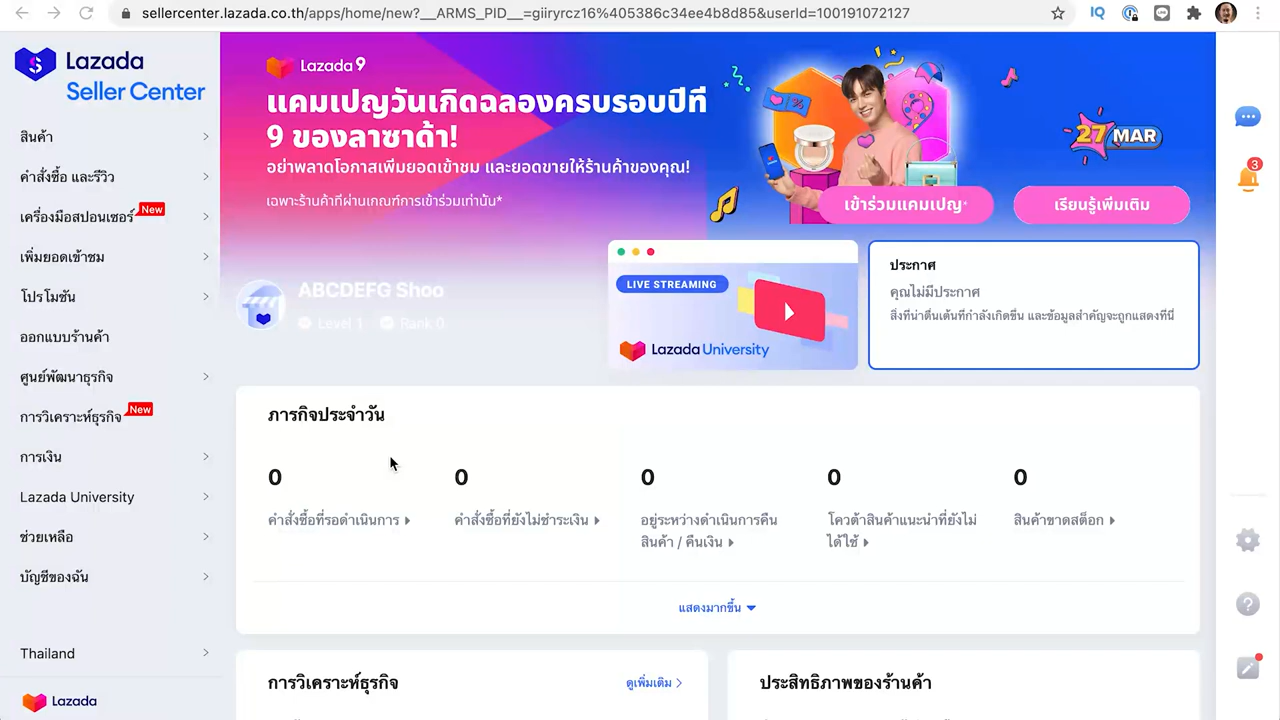 sellercenter.lazada.co.th/apps/home/new?__ARMS_PID__=giiryrcz16%405386c34ee4b8d85&userId=100191072127
IQ
Lazada
Seller Center
สินค้า
คำสั่งซื้อ และรีวิว
เครื่องมือสปอนเซอร์ New
เพิ่มยอดเข้าชม
โปรโมชัน
ออกแบบร้านค้า
ศูนย์พัฒนาธุรกิจ
การวิเคราะห์ธุรกิจ New
การเงิน
Lazada University
ช่วยเหลือ
บัญชีของฉัน
Thailand
Lazada
Lazada 9
แคมเปญวันเกิดฉลองครบรอบปีที่
9 ของลาซาด้า!
อย่าพลาดโอกาสเพิ่มยอดเข้าชม และยอดขายให้ร้านค้าของคุณ!
เฉพาะร้านค้าที่ผ่านเกณฑ์การเข้าร่วมเท่านั้น*
27 MAR
เข้าร่วมแคมเปญ*
เรียนรู้เพิ่มเติม
ABCDEFG Shop
Level 1 Rank 0
LIVE STREAMING
Lazada University
ประกาศ
คุณไม่มีประกาศ
สิ่งที่น่าตื่นเต้นที่กำลังเกิดขึ้น และข้อมูลสำคัญจะถูกแสดงที่นี่
3
ภารกิจประจำวัน
0
คำสั่งซื้อที่รอดำเนินการ
0
คำสั่งซื้อที่ยังไม่ชำระเงิน
0
อยู่ระหว่างดำเนินการคืน
สินค้า / คืนเงิน
0
โควต้าสินค้าแนะนำที่ยังไม่
ได้ใช้
0
สินค้าขาดสต็อก
แสดงมากขึ้น
การวิเคราะห์ธุรกิจ
ดูเพิ่มเติม
ประสิทธิภาพของร้านค้า